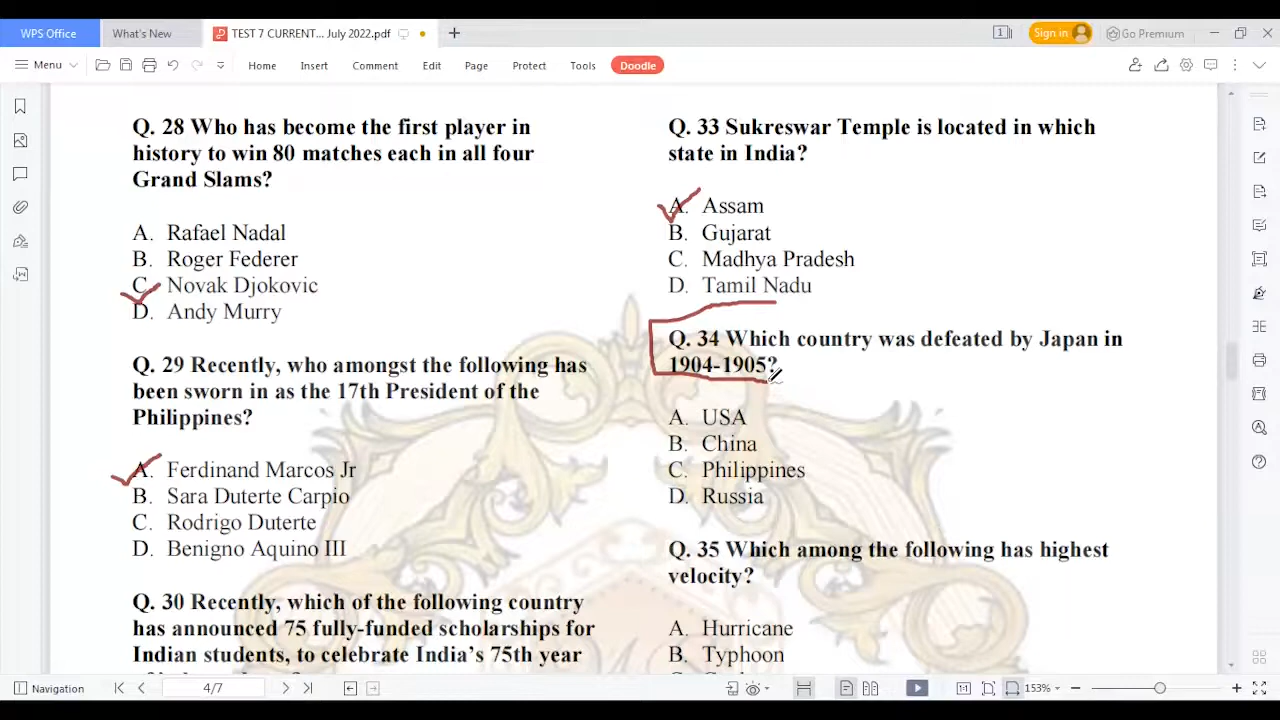 WPS Office
What's New
TEST 7 CURRENT... July 2022.pdf
Sign in
Go Premium
Menu
Home
Insert
Comment
Edit
Page
Protect
Tools
Doodle
Q. 28 Who has become the first player in
history to win 80 matches each in all four
Grand Slams?
A. Rafael Nadal
B. Roger Federer
C. Novak Djokovic
D. Andy Murry
Q. 29 Recently, who amongst the following has
been sworn in as the 17th President of the
Philippines?
A. Ferdinand Marcos Jr
B. Sara Duterte Carpio
C. Rodrigo Duterte
D. Benigno Aquino III
Q. 30 Recently, which of the following country
has announced 75 fully-funded scholarships for
Indian students, to celebrate India's 75th year
Q. 33 Sukreswar Temple is located in which
state in India?
A. Assam
B. Gujarat
C. Madhya Pradesh
D. Tamil Nadu
Q. 34 Which country was defeated by Japan in
1904-1905?
A. USA
B. China
C. Philippines
D. Russia
Q. 35 Which among the following has highest
velocity?
A. Hurricane
B. Typhoon
Navigation
4/7
153%